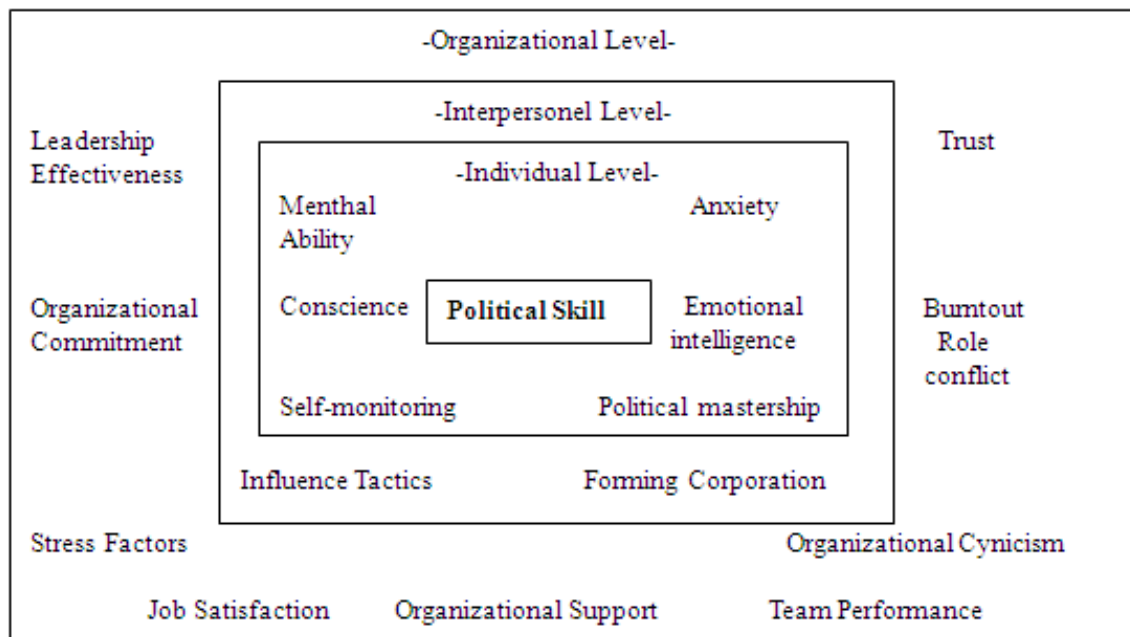 -Organizational Level-
-Interpersonel Level-
Leadership
Effectiveness
Trust
-Individual Level-
Menthal
Ability
Anxiety
Organizational
Commitment
Conscience
Political Skill
Emotional
intelligence
Burntout
Role
conflict
Self-monitoring
Political mastership
Influence Tactics
Forming Corporation
Stress Factors
Organizational Cynicism
Job Satisfaction
Organizational Support
Team Performance